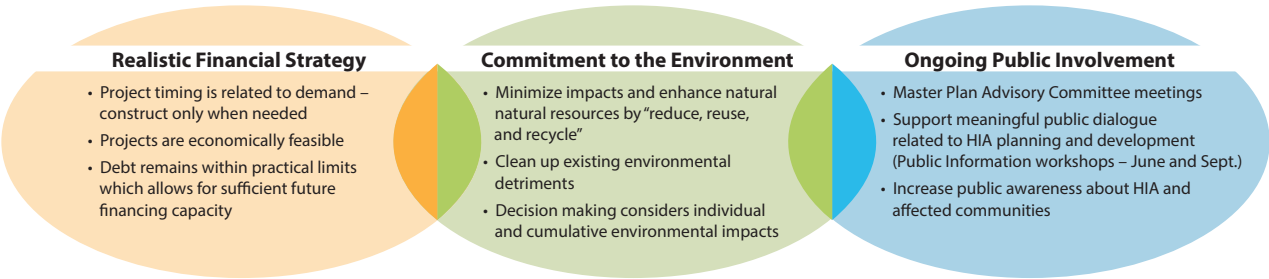 Realistic Financial Strategy
• Project timing is related to demand –
construct only when needed
• Projects are economically feasible
• Debt remains within practical limits
which allows for sufficient future
financing capacity
Commitment to the Environment
• Minimize impacts and enhance natural
natural resources by “reduce, reuse,
and recycle”
• Clean up existing environmental
detriments
• Decision making considers individual
and cumulative environmental impacts
Ongoing Public Involvement
• Master Plan Advisory Committee meetings
• Support meaningful public dialogue
related to HIA planning and development
(Public Information workshops – June and Sept.)
• Increase public awareness about HIA and
affected communities